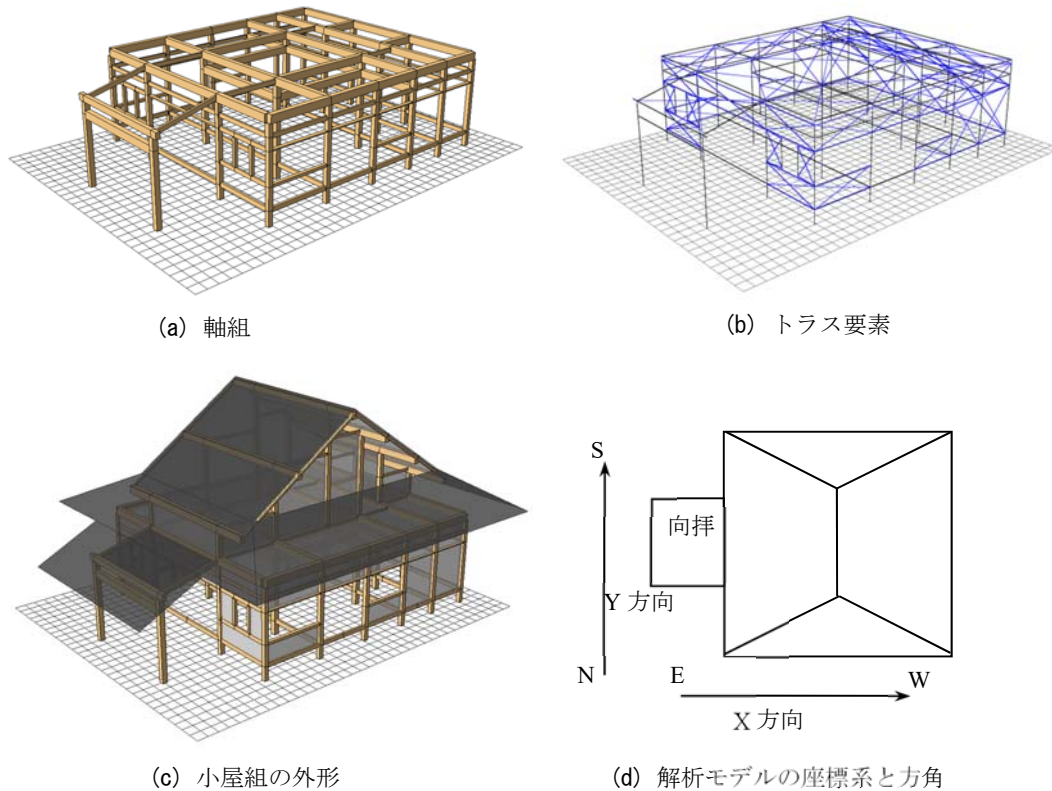 (a) 軸組
(b) トラス要素
(c) 小屋組の外形
S
向拝
Y 方向
N
E
W
X 方向
(d) 解析モデルの座標系と方角